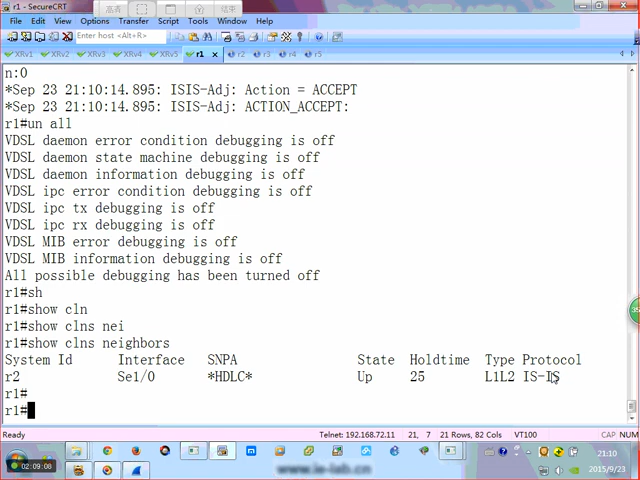 r1 - SecureCRT
File Edit View Options Transfer Script Tools Window Help
Enter host <Alt+R>
XRv1 XRv2 XRv3 XRv4 XRv5 r1 × r2 r3 r4 r5
n:0
*Sep 23 21:10:14.895: ISIS-Adj: Action = ACCEPT
*Sep 23 21:10:14.895: ISIS-Adj: ACTION_ACCEPT:
r1#un all
VDSL daemon error condition debugging is off
VDSL daemon state machine debugging is off
VDSL daemon information debugging is off
VDSL ipc error condition debugging is off
VDSL ipc tx debugging is off
VDSL ipc rx debugging is off
VDSL MIB error debugging is off
VDSL MIB information debugging is off
All possible debugging has been turned off
r1#sh
r1#show cln
r1#show clns nei
r1#show clns neighbors
System Id Interface SNPA State Holdtime Type Protocol
r2 Se1/0 *HDLC* Up 25 L1L2 IS-IS
r1#
r1#
Ready Telnet: 192.168.72.11 21, 7 21 Rows, 82 Cols VT100 CAP NUM
02:09:08
www.ie-lab.cn
21:10
2015/9/23